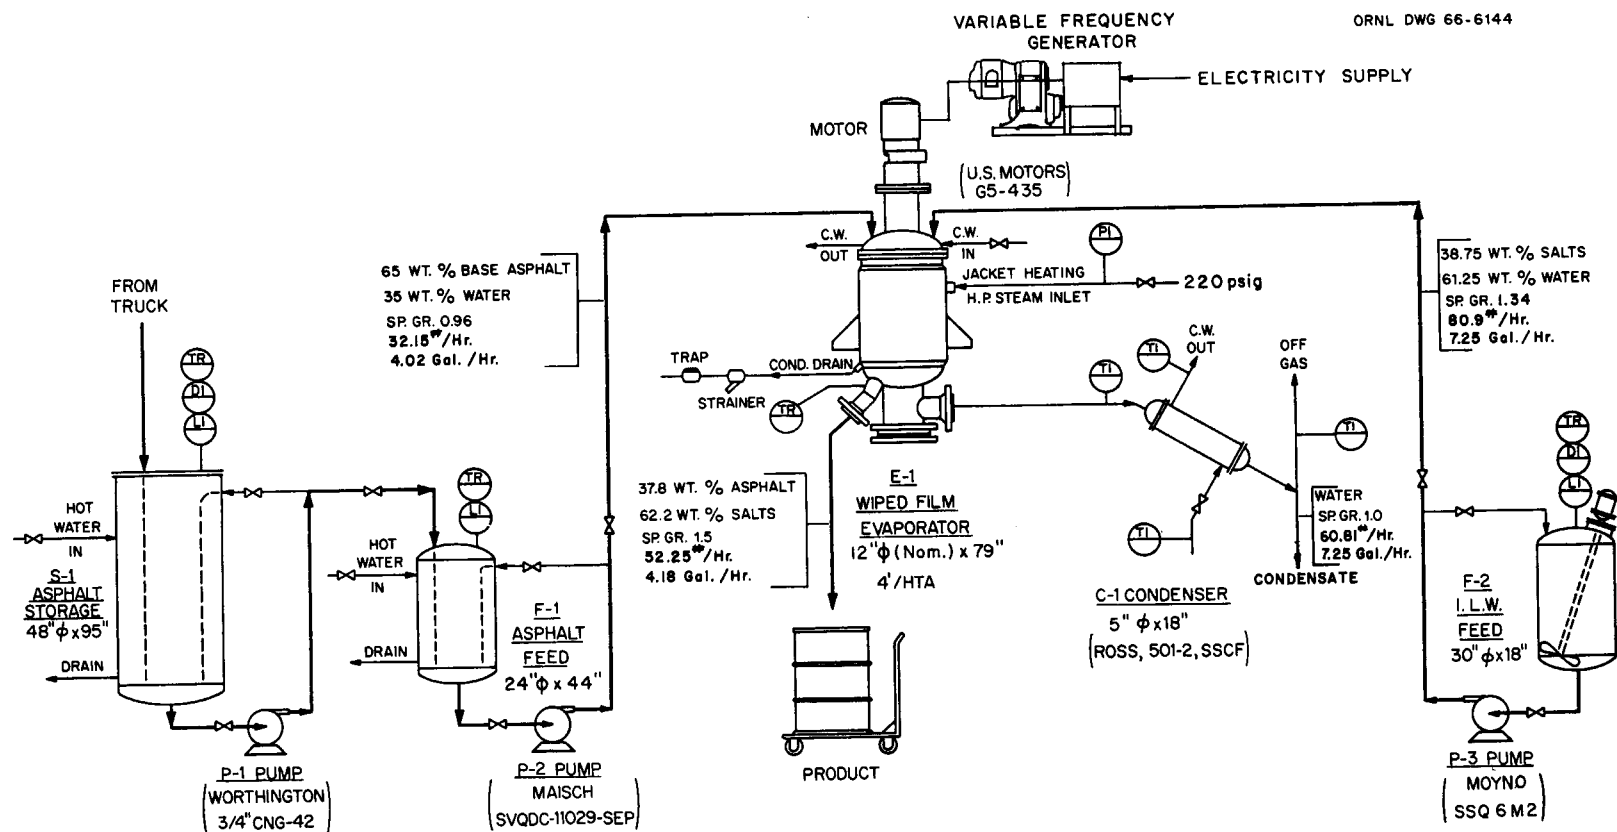 ORNL DWG 66-6144
VARIABLE FREQUENCY
GENERATOR
ELECTRICITY SUPPLY
MOTOR
(U.S. MOTORS)
G5-435
C.W.
OUT
C.W.
IN
PI
JACKET HEATING
H.P. STEAM INLET
220 psig
65 WT. % BASE ASPHALT
35 WT. % WATER
SP. GR. 0.96
32.15#/Hr.
4.02 Gal./Hr.
38.75 WT. % SALTS
61.25 WT. % WATER
SP. GR. 1.34
80.9#/Hr.
7.25 Gal./Hr.
FROM
TRUCK
TR
DI
LI
TRAP
STRAINER
COND. DRAIN
TR
TI
TI
C.W.
OUT
OFF
GAS
TI
TI
TR
DI
LI
HOT
WATER
IN
S-1
ASPHALT
STORAGE
48"ϕx95"
DRAIN
TR
LI
HOT
WATER
IN
DRAIN
F-1
ASPHALT
FEED
24"ϕ x 44"
37.8 WT. % ASPHALT
62.2 WT. % SALTS
SP. GR. 1.5
52.25#/Hr.
4.18 Gal./Hr.
E-1
WIPED FILM
EVAPORATOR
12"ϕ (Nom.) x 79"
4'/HTA
WATER
SP. GR. 1.0
60.81#/Hr.
7.25 Gal./Hr.
CONDENSATE
C-1 CONDENSER
5" ϕ x18"
(ROSS, 501-2, SSCF)
F-2
I. L.W.
FEED
30" ϕx18"
P-1 PUMP
(WORTHINGTON
3/4" CNG-42)
P-2 PUMP
(MAISCH
SVQDC-11029-SEP)
PRODUCT
P-3 PUMP
(MOYNO
SSQ 6 M2)